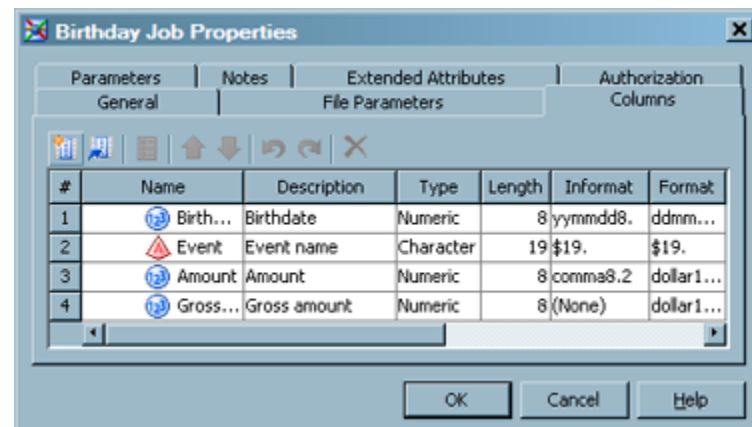 Birthday Job Properties
Parameters Notes Extended Attributes Authorization
General File Parameters Columns
# Name Description Type Length Informat Format
1 Birth... Birthdate Numeric 8 yymmdd8. ddmm...
2 Event Event name Character 19 $19. $19.
3 Amount Amount Numeric 8 comma8.2 dollar1...
4 Gross... Gross amount Numeric 8 (None) dollar1...
OK Cancel Help